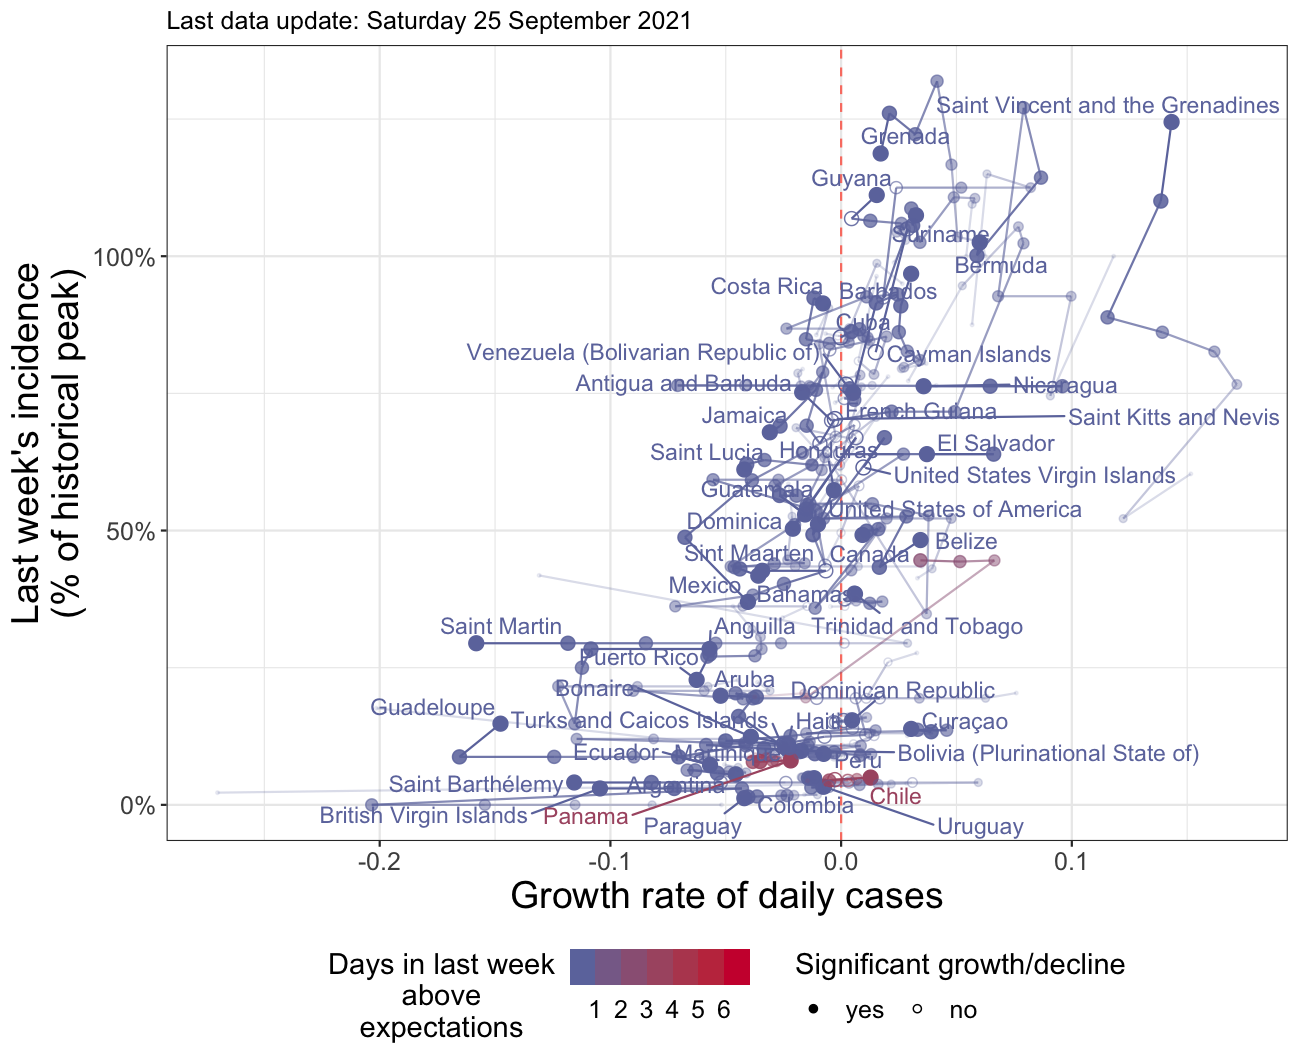 Last data update: Saturday 25 September 2021
Last week's incidence
(% of historical peak)
100%
50%
0%
Saint Vincent and the Grenadines
Grenada
Guyana
Suriname
Bermuda
Costa Rica
Barbados
Cuba
Venezuela (Bolivarian Republic of)
Cayman Islands
Antigua and Barbuda
Nicaragua
Jamaica
French Guiana
Saint Kitts and Nevis
Saint Lucia
Honduras
El Salvador
United States Virgin Islands
Guatemala
United States of America
Dominica
Sint Maarten
Canada
Belize
Mexico
Bahamas
Saint Martin
Anguilla
Trinidad and Tobago
Puerto Rico
Bonaire
Aruba
Dominican Republic
Guadeloupe
Turks and Caicos Islands
Haiti
Curaçao
Ecuador
Martinique
Peru
Bolivia (Plurinational State of)
Saint Barthélemy
Argentina
Chile
British Virgin Islands
Panama
Paraguay
Colombia
Uruguay
-0.2
-0.1
0.0
0.1
Growth rate of daily cases
Days in last week
above
expectations
1 2 3 4 5 6
Significant growth/decline
yes
no